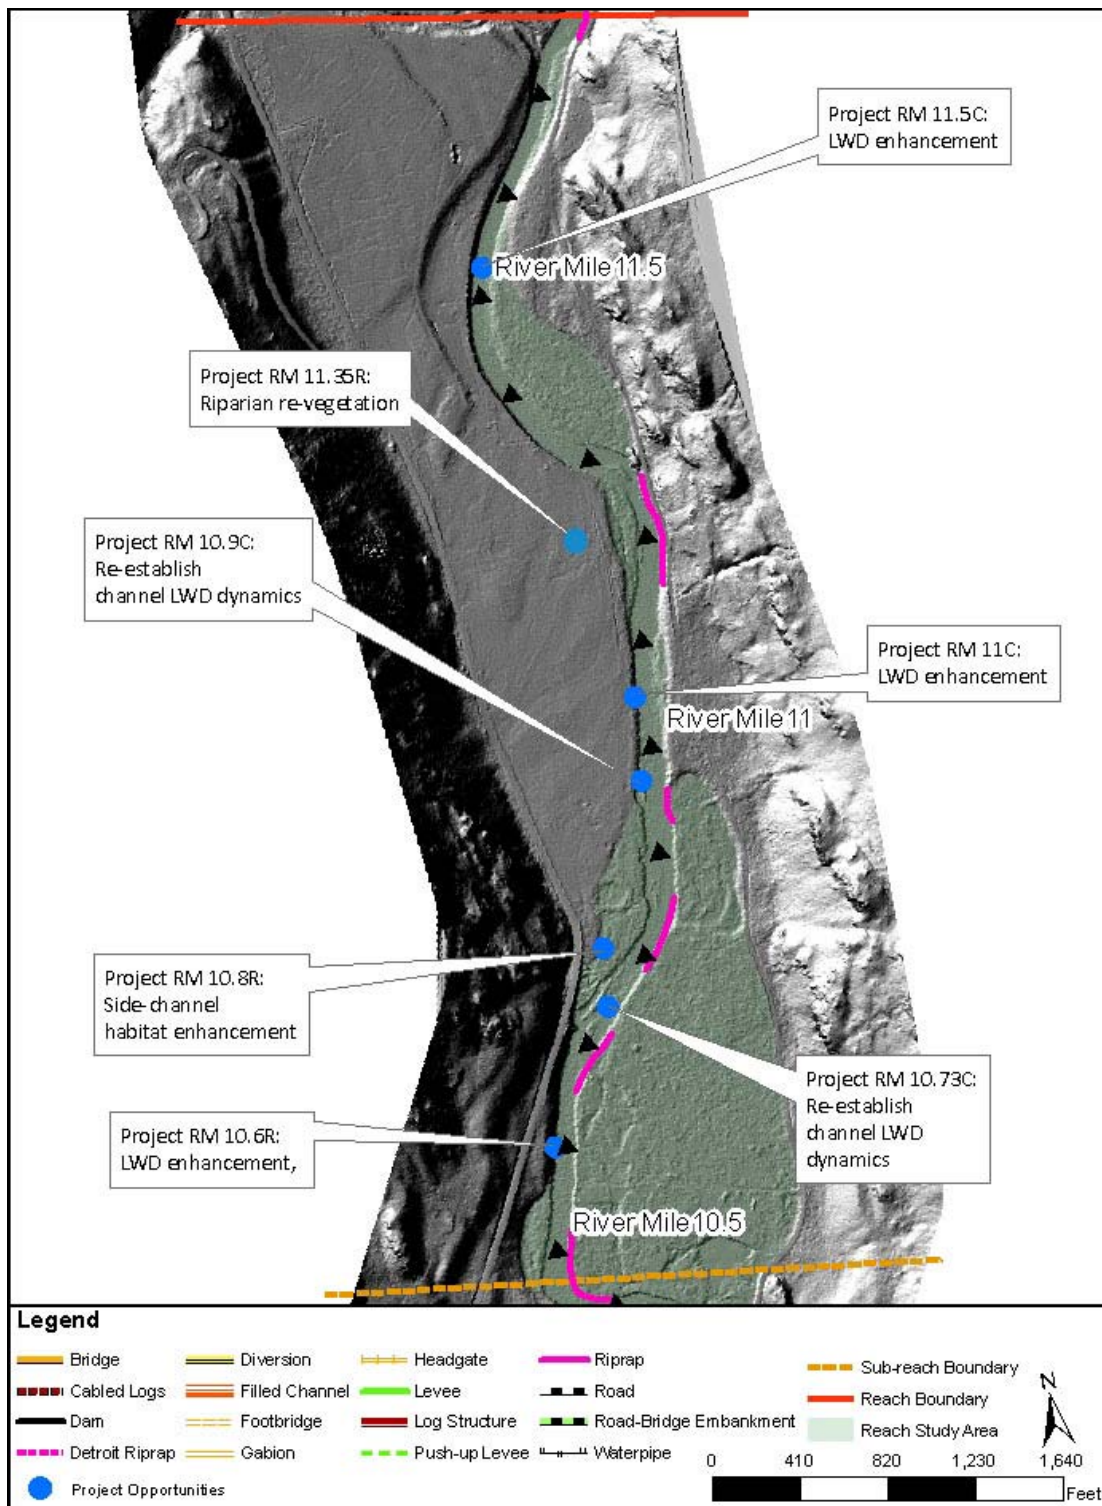 Project RM 11.5C:
LWD enhancement
River Mile 11.5
Project RM 11.35R:
Riparian re-vegetation
Project RM 10.9C:
Re-establish
channel LWD dynamics
Project RM 11C:
LWD enhancement
River Mile 11
Project RM 10.8R:
Side-channel
habitat enhancement
Project RM 10.73C:
Re-establish
channel LWD
dynamics
Project RM 10.6R:
LWD enhancement,
River Mile 10.5
Legend
Bridge
Cabled Logs
Dam
Detroit Riprap
Project Opportunities
Diversion
Filled Channel
Footbridge
Gabion
Headgate
Levee
Log Structure
Push-up Levee
Riprap
Road
Road-Bridge Embankment
Waterpipe
Sub-reach Boundary
Reach Boundary
Reach Study Area
N
0 410 820 1,230 1,640
Feet